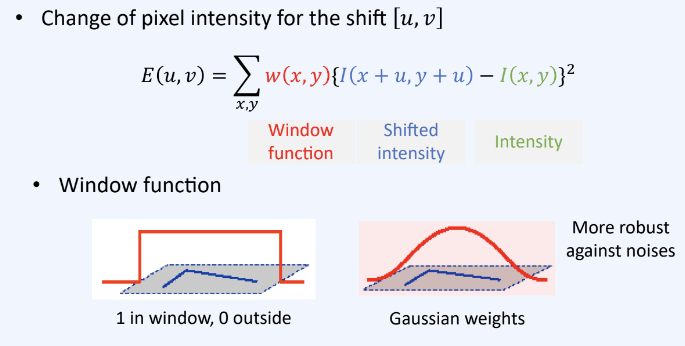 • Change of pixel intensity for the shift [u, v]
E(u, v) = ∑x,y w(x, y){I(x + u, y + u) − I(x, y)}²
Window function
Shifted intensity
Intensity
• Window function
More robust against noises
1 in window, 0 outside
Gaussian weights